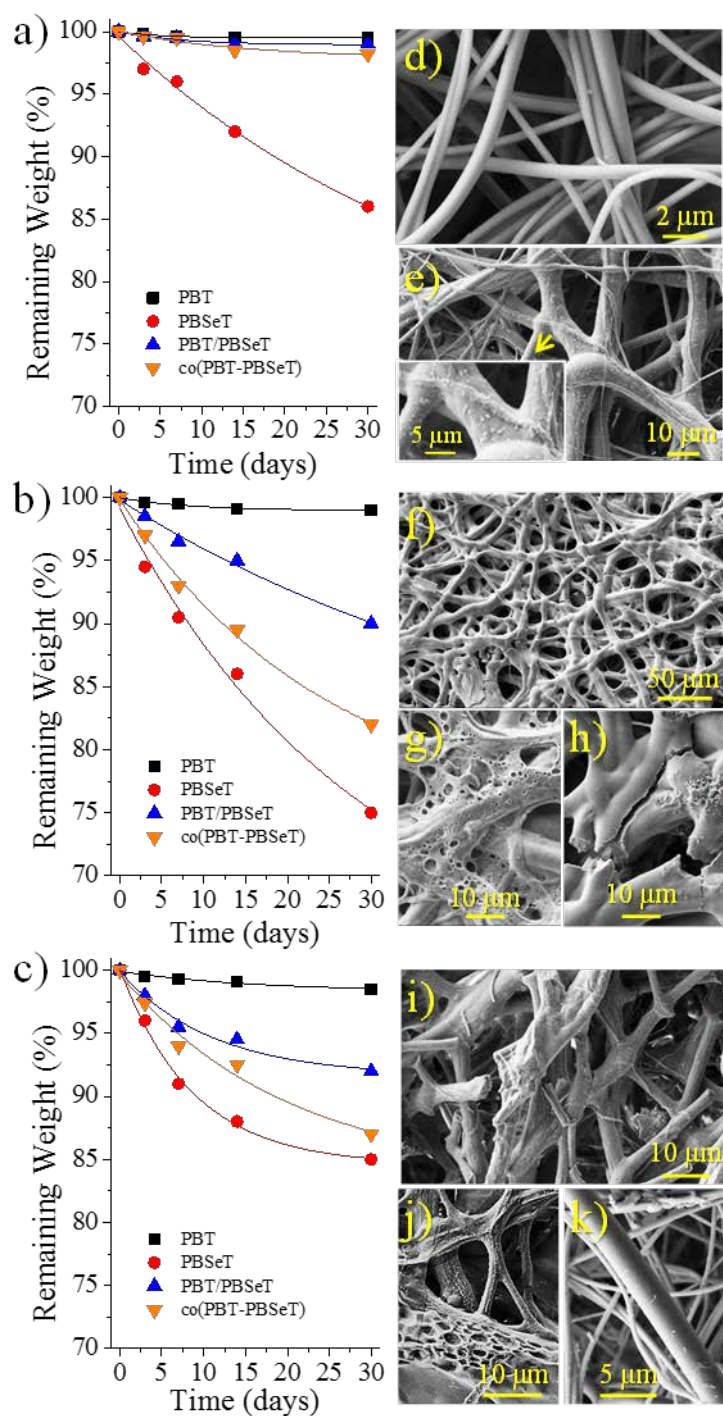 a)
Remaining Weight (%)
100
95
90
85
80
75
70
PBT
PBSeT
PBT/PBSeT
co(PBT-PBSeT)
0 5 10 15 20 25 30
Time (days)
d)
2 μm
e)
5 μm
10 μm
b)
Remaining Weight (%)
100
95
90
85
80
75
70
PBT
PBSeT
PBT/PBSeT
co(PBT-PBSeT)
0 5 10 15 20 25 30
Time (days)
f)
50 μm
g)
10 μm
h)
10 μm
c)
Remaining Weight (%)
100
95
90
85
80
75
70
PBT
PBSeT
PBT/PBSeT
co(PBT-PBSeT)
0 5 10 15 20 25 30
Time (days)
i)
10 μm
j)
10 μm
k)
5 μm